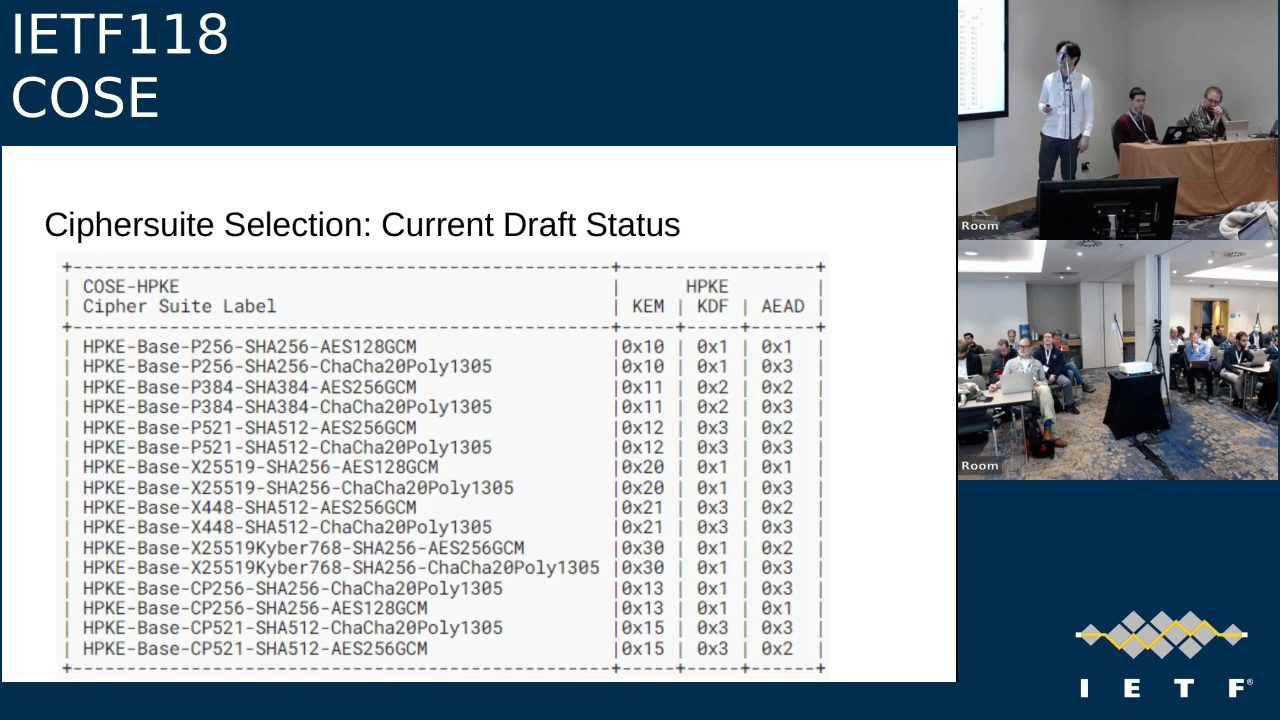 IETF118
COSE
Ciphersuite Selection: Current Draft Status
+--------------------------------------------------+------------------+
| COSE-HPKE | HPKE |
| Cipher Suite Label | KEM | KDF | AEAD |
+--------------------------------------------------+-----+-----+------+
| HPKE-Base-P256-SHA256-AES128GCM |0x10 | 0x1 | 0x1 |
| HPKE-Base-P256-SHA256-ChaCha20Poly1305 |0x10 | 0x1 | 0x3 |
| HPKE-Base-P384-SHA384-AES256GCM |0x11 | 0x2 | 0x2 |
| HPKE-Base-P384-SHA384-ChaCha20Poly1305 |0x11 | 0x2 | 0x3 |
| HPKE-Base-P521-SHA512-AES256GCM |0x12 | 0x3 | 0x2 |
| HPKE-Base-P521-SHA512-ChaCha20Poly1305 |0x12 | 0x3 | 0x3 |
| HPKE-Base-X25519-SHA256-AES128GCM |0x20 | 0x1 | 0x1 |
| HPKE-Base-X25519-SHA256-ChaCha20Poly1305 |0x20 | 0x1 | 0x3 |
| HPKE-Base-X448-SHA512-AES256GCM |0x21 | 0x3 | 0x2 |
| HPKE-Base-X448-SHA512-ChaCha20Poly1305 |0x21 | 0x3 | 0x3 |
| HPKE-Base-X25519Kyber768-SHA256-AES256GCM |0x30 | 0x1 | 0x2 |
| HPKE-Base-X25519Kyber768-SHA256-ChaCha20Poly1305 |0x30 | 0x1 | 0x3 |
| HPKE-Base-CP256-SHA256-ChaCha20Poly1305 |0x13 | 0x1 | 0x3 |
| HPKE-Base-CP256-SHA256-AES128GCM |0x13 | 0x1 | 0x1 |
| HPKE-Base-CP521-SHA512-ChaCha20Poly1305 |0x15 | 0x3 | 0x3 |
| HPKE-Base-CP521-SHA512-AES256GCM |0x15 | 0x3 | 0x2 |
+--------------------------------------------------+-----+-----+------+
Room
Room
I E T F®